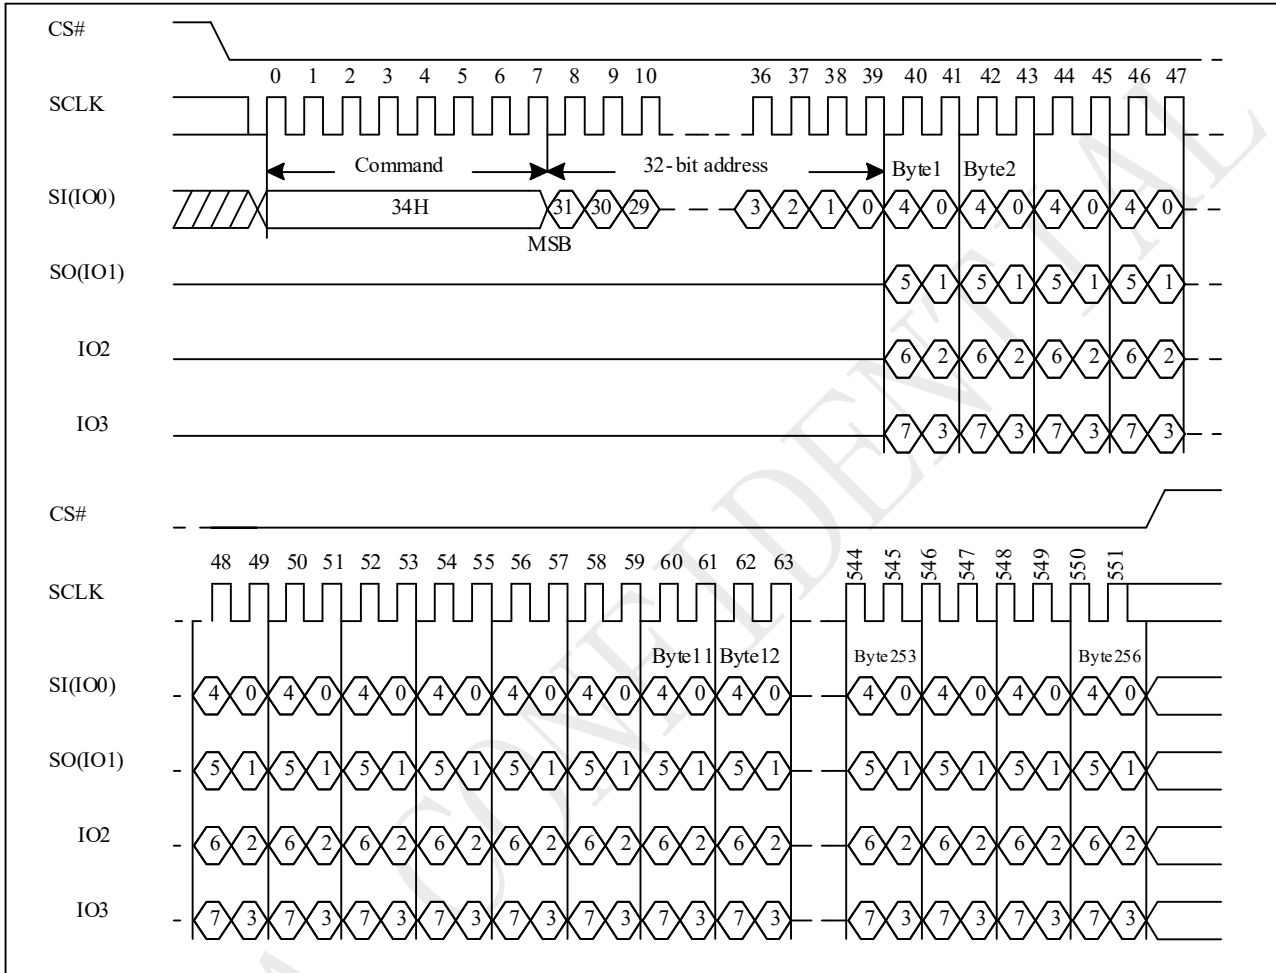 CS#
0 1 2 3 4 5 6 7 8 9 10 36 37 38 39 40 41 42 43 44 45 46 47
SCLK
Command 32-bit address Byte1 Byte2
SI(IO0) 34H 31 30 29 3 2 1 0 4 0 4 0 4 0 4 0
MSB
SO(IO1) 5 1 5 1 5 1 5 1
IO2 6 2 6 2 6 2 6 2
IO3 7 3 7 3 7 3 7 3
CS#
48 49 50 51 52 53 54 55 56 57 58 59 60 61 62 63 544 545 546 547 548 549 550 551
SCLK
Byte11 Byte12 Byte253 Byte256
SI(IO0) 4 0 4 0 4 0 4 0 4 0 4 0 4 0 4 0 4 0 4 0 4 0 4 0
SO(IO1) 5 1 5 1 5 1 5 1 5 1 5 1 5 1 5 1 5 1 5 1 5 1 5 1
IO2 6 2 6 2 6 2 6 2 6 2 6 2 6 2 6 2 6 2 6 2 6 2 6 2
IO3 7 3 7 3 7 3 7 3 7 3 7 3 7 3 7 3 7 3 7 3 7 3 7 3
CONFIDENTIAL